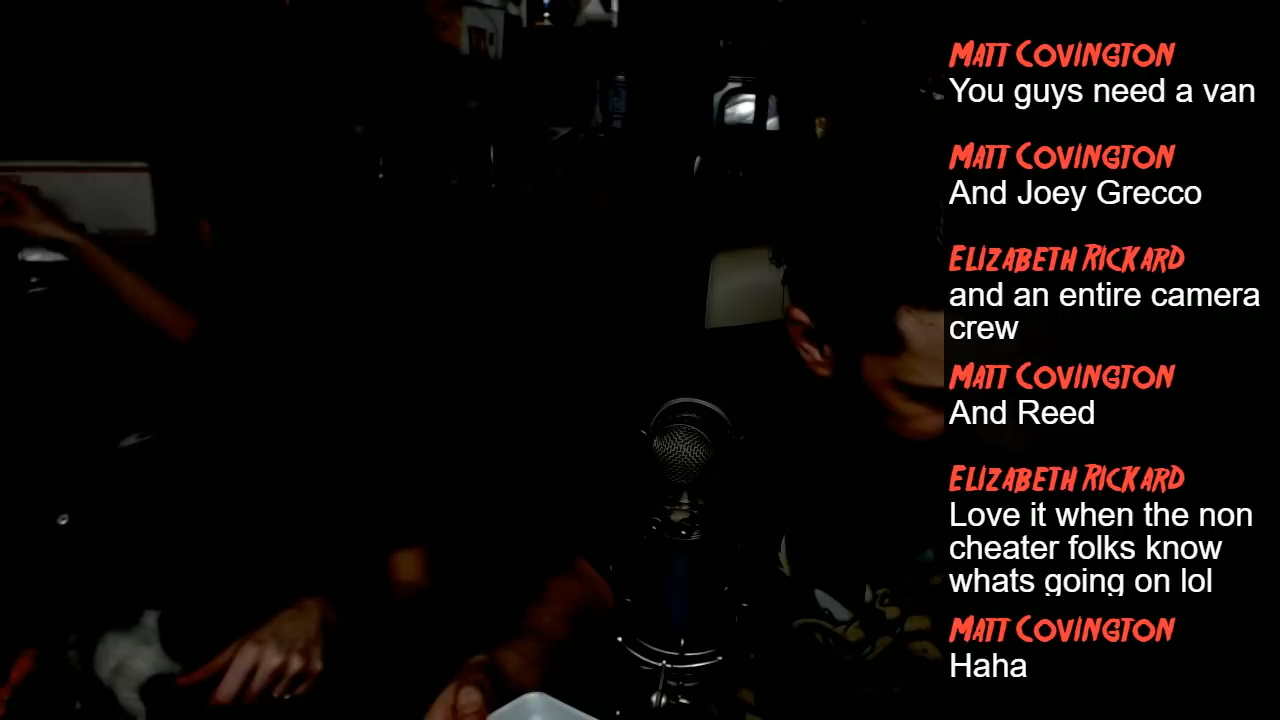 Matt Covington
You guys need a van
Matt Covington
And Joey Grecco
Elizabeth Rickard
and an entire camera
crew
Matt Covington
And Reed
Elizabeth Rickard
Love it when the non
cheater folks know
whats going on lol
Matt Covington
Haha